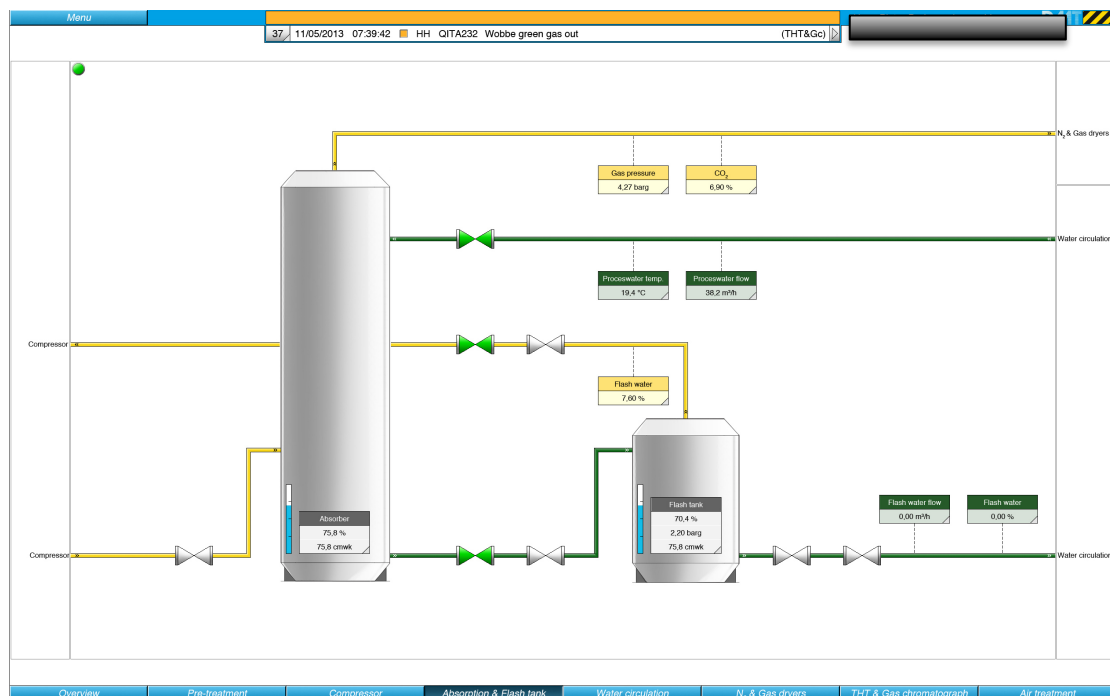 Menu
37 11/05/2013 07:39:42 HH QITA232 Wobbe green gas out (THT&Gc)
N₂ & Gas dryers
Gas pressure CO₂
4,27 barg 6,90 %
Water circulation
Proceswater temp. Proceswater flow
19,4 °C 38,2 m³/h
Compressor
Flash water
7,60 %
Flash water flow Flash water
0,00 m³/h 0,00 %
Flash tank
70,4 %
2,20 barg
75,8 cmwk
Absorber
75,8 %
75,8 cmwk
Compressor
Water circulation
Overview Pre-treatment Compressor Absorption & Flash tank Water circulation N₂ & Gas dryers THT & Gas chromatograph Air treatment